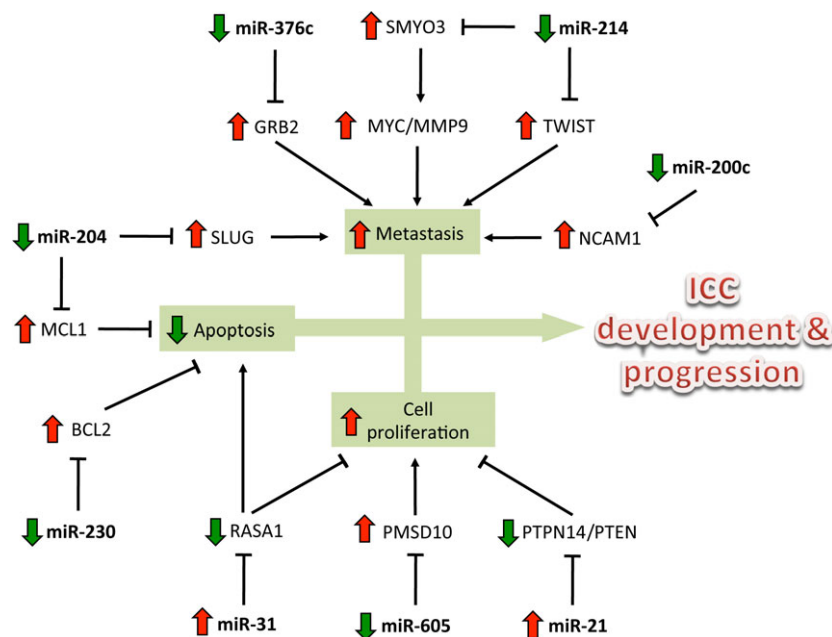 miR-376c
SMYO3
miR-214
GRB2
MYC/MMP9
TWIST
miR-200c
miR-204
SLUG
Metastasis
NCAM1
ICC
development &
progression
MCL1
Apoptosis
Cell
proliferation
BCL2
miR-230
RASA1
PMSD10
PTPN14/PTEN
miR-31
miR-605
miR-21